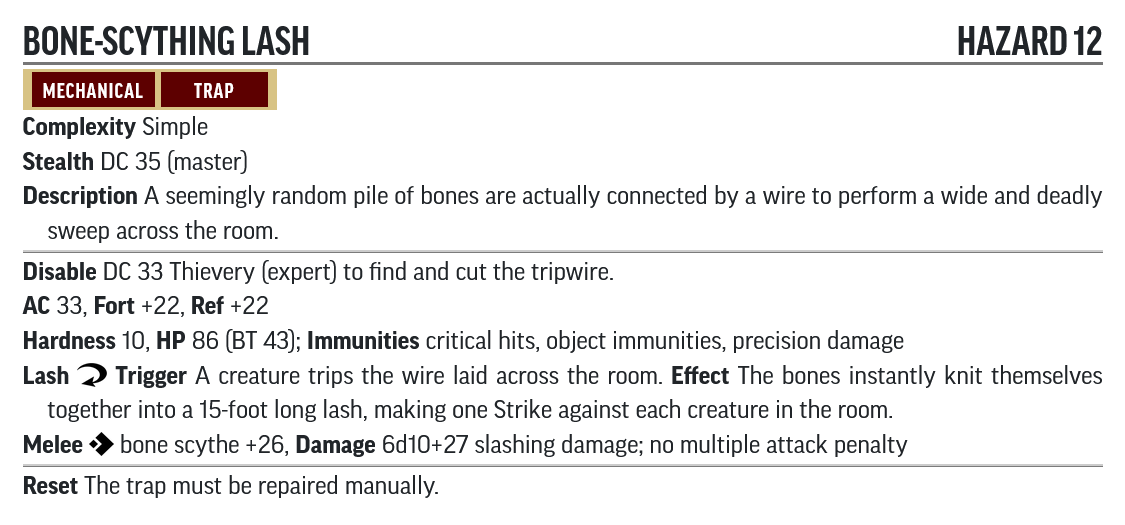 BONE-SCYTHING LASH HAZARD 12
MECHANICAL TRAP
Complexity Simple
Stealth DC 35 (master)
Description A seemingly random pile of bones are actually connected by a wire to perform a wide and deadly
sweep across the room.
Disable DC 33 Thievery (expert) to find and cut the tripwire.
AC 33, Fort +22, Ref +22
Hardness 10, HP 86 (BT 43); Immunities critical hits, object immunities, precision damage
Lash Trigger A creature trips the wire laid across the room. Effect The bones instantly knit themselves
together into a 15-foot long lash, making one Strike against each creature in the room.
Melee bone scythe +26, Damage 6d10+27 slashing damage; no multiple attack penalty
Reset The trap must be repaired manually.